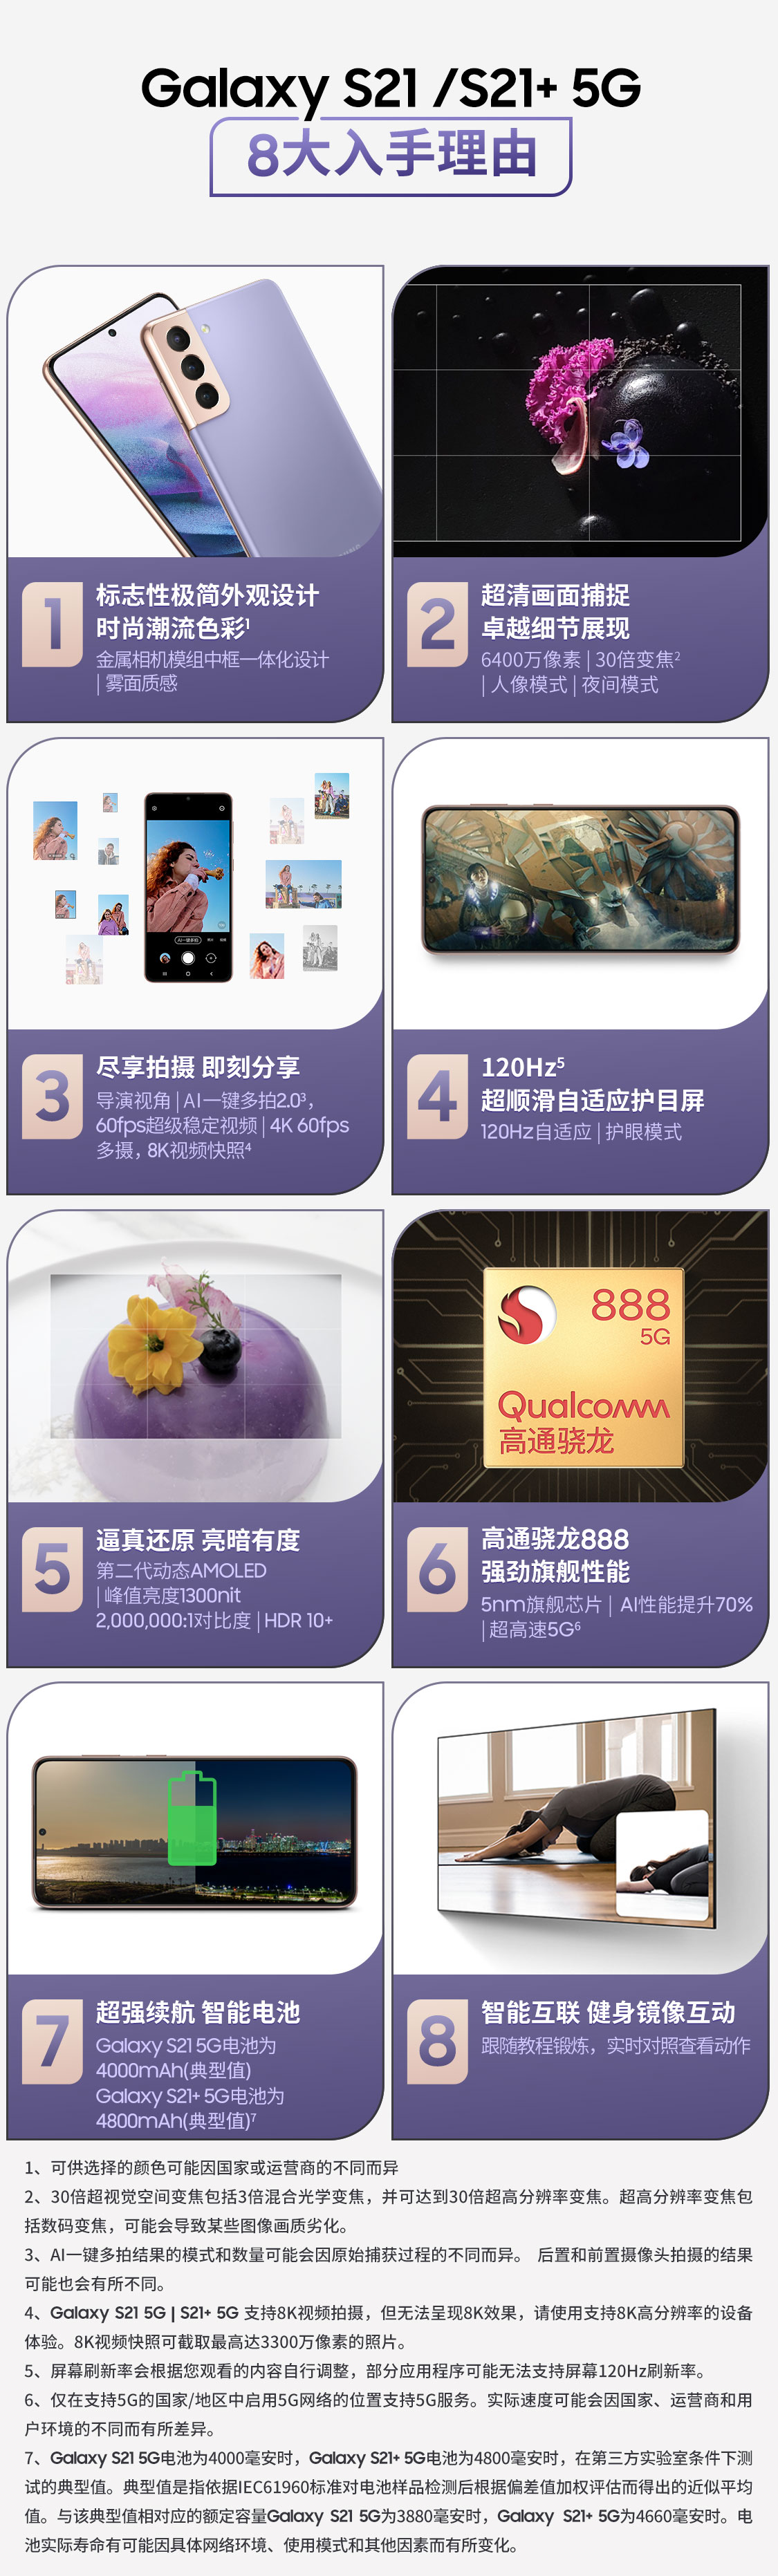 Galaxy S21 /S21+ 5G
8大入手理由
1
标志性极简外观设计
时尚潮流色彩¹
金属相机模组中框一体化设计
| 雾面质感
2
超清画面捕捉
卓越细节展现
6400万像素 | 30倍变焦²
| 人像模式 | 夜间模式
AI一键多拍
3
尽享拍摄 即刻分享
导演视角 | AI一键多拍2.0³,
60fps超级稳定视频 | 4K 60fps
多摄, 8K视频快照⁴
4
120Hz⁵
超顺滑自适应护目屏
120Hz自适应 | 护眼模式
5
逼真还原 亮暗有度
第二代动态AMOLED
| 峰值亮度1300nit
2,000,000:1对比度 | HDR 10+
888
5G
Qualcomm
高通骁龙
6
高通骁龙888
强劲旗舰性能
5nm旗舰芯片 | AI性能提升70%
| 超高速5G⁶
7
超强续航 智能电池
Galaxy S21 5G电池为
4000mAh(典型值)
Galaxy S21+ 5G电池为
4800mAh(典型值)⁷
8
智能互联 健身镜像互动
跟随教程锻炼，实时对照查看动作
1、可供选择的颜色可能因国家或运营商的不同而异
2、30倍超视觉空间变焦包括3倍混合光学变焦，并可达到30倍超高分辨率变焦。超高分辨率变焦包
括数码变焦，可能会导致某些图像画质劣化。
3、AI一键多拍结果的模式和数量可能会因原始捕获过程的不同而异。 后置和前置摄像头拍摄的结果
可能也会有所不同。
4、Galaxy S21 5G | S21+ 5G 支持8K视频拍摄，但无法呈现8K效果，请使用支持8K高分辨率的设备
体验。8K视频快照可截取最高达3300万像素的照片。
5、屏幕刷新率会根据您观看的内容自行调整，部分应用程序可能无法支持屏幕120Hz刷新率。
6、仅在支持5G的国家/地区中启用5G网络的位置支持5G服务。实际速度可能会因国家、运营商和用
户环境的不同而有所差异。
7、Galaxy S21 5G电池为4000毫安时，Galaxy S21+ 5G电池为4800毫安时，在第三方实验室条件下测
试的典型值。典型值是指依据IEC61960标准对电池样品检测后根据偏差值加权评估而得出的近似平均
值。与该典型值相对应的额定容量Galaxy S21 5G为3880毫安时，Galaxy S21+ 5G为4660毫安时。电
池实际寿命有可能因具体网络环境、使用模式和其他因素而有所变化。